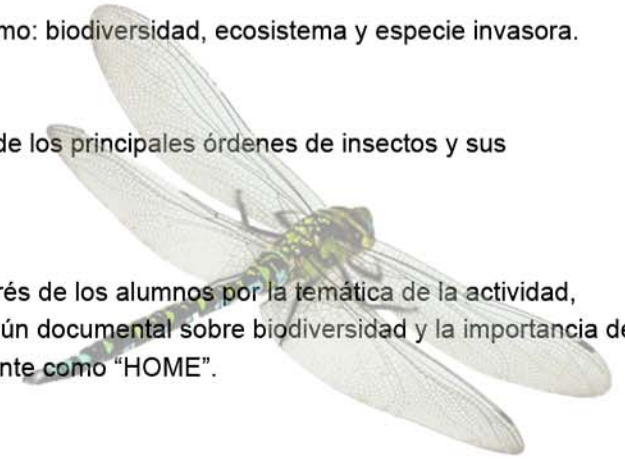 mo: biodiversidad, ecosistema y especie invasora.
de los principales órdenes de insectos y sus
rés de los alumnos por la temática de la actividad,
ún documental sobre biodiversidad y la importancia de
nte como “HOME”.